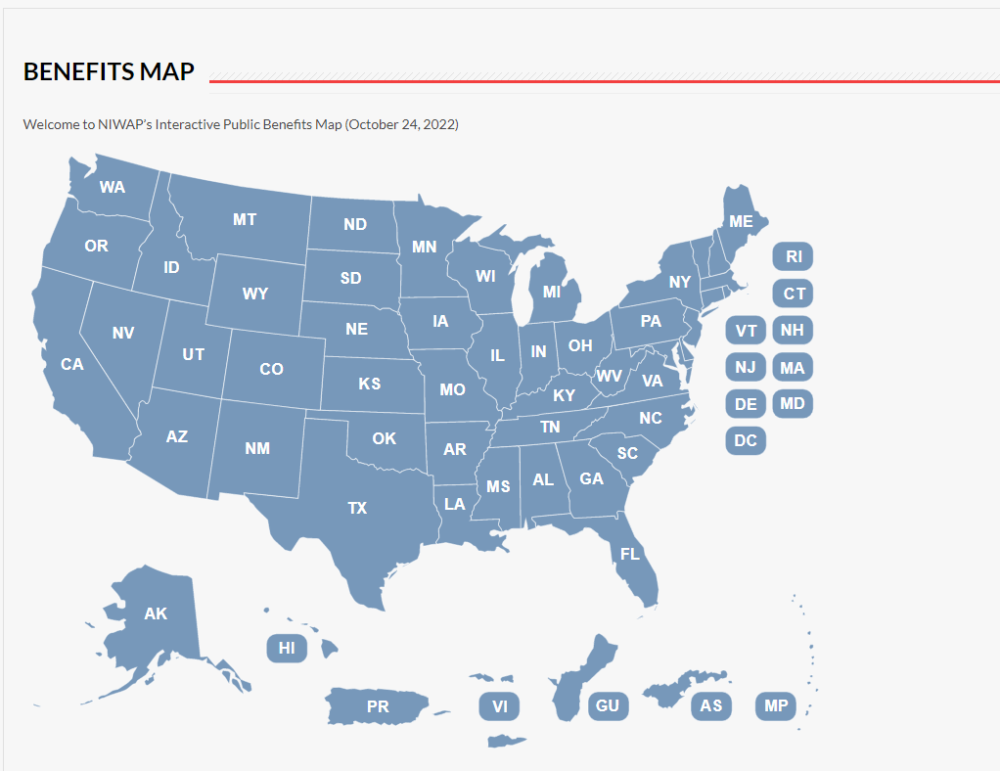 BENEFITS MAP
Welcome to NIWAP's Interactive Public Benefits Map (October 24, 2022)
WA
MT
ND
MN
ME
OR
ID
SD
WI
MI
NY
RI
WY
CT
NV
NE
IA
PA
VT
NH
UT
CO
IL
IN
OH
CA
KS
MO
KY
WV
VA
NJ
MA
DE
MD
AZ
NM
OK
AR
TN
NC
DC
SC
TX
LA
MS
AL
GA
FL
AK
HI
PR
VI
GU
AS
MP